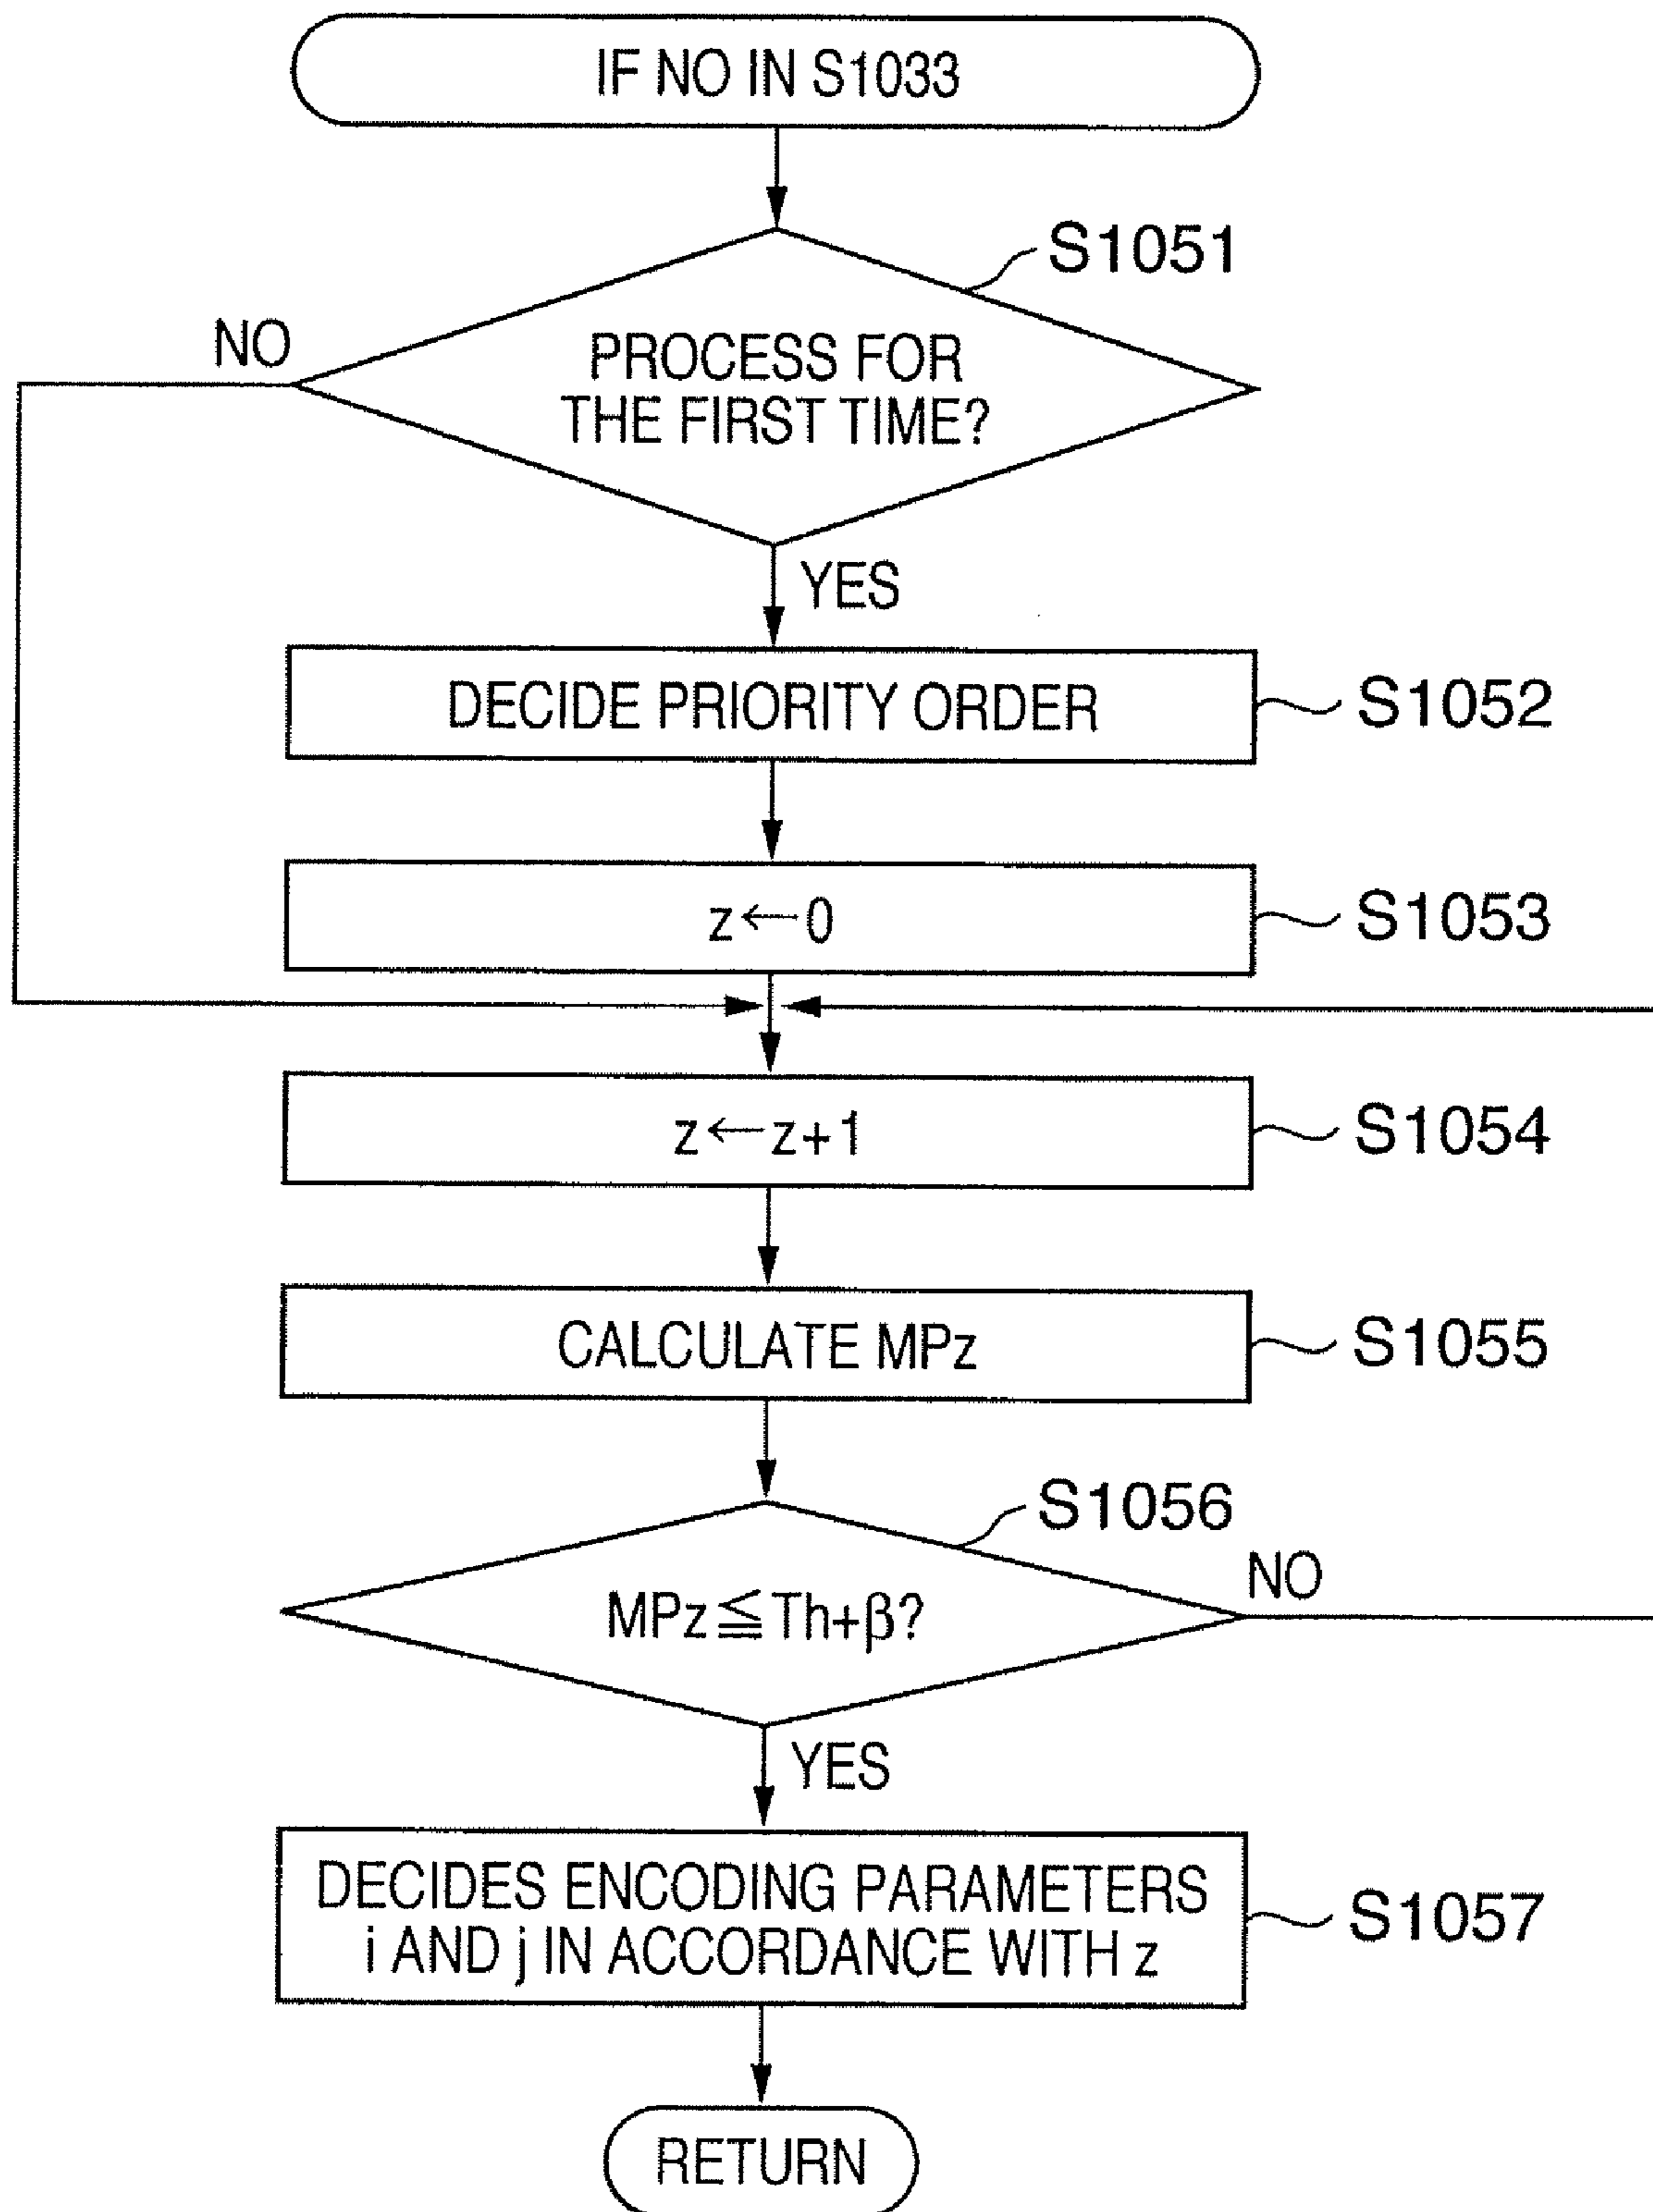 IF NO IN S1033
S1051
NO
PROCESS FOR
THE FIRST TIME?
YES
DECIDE PRIORITY ORDER
S1052
z←0
S1053
z←z+1
S1054
CALCULATE MPz
S1055
S1056
MPz≦Th+β?
NO
YES
DECIDES ENCODING PARAMETERS
i AND j IN ACCORDANCE WITH z
S1057
RETURN